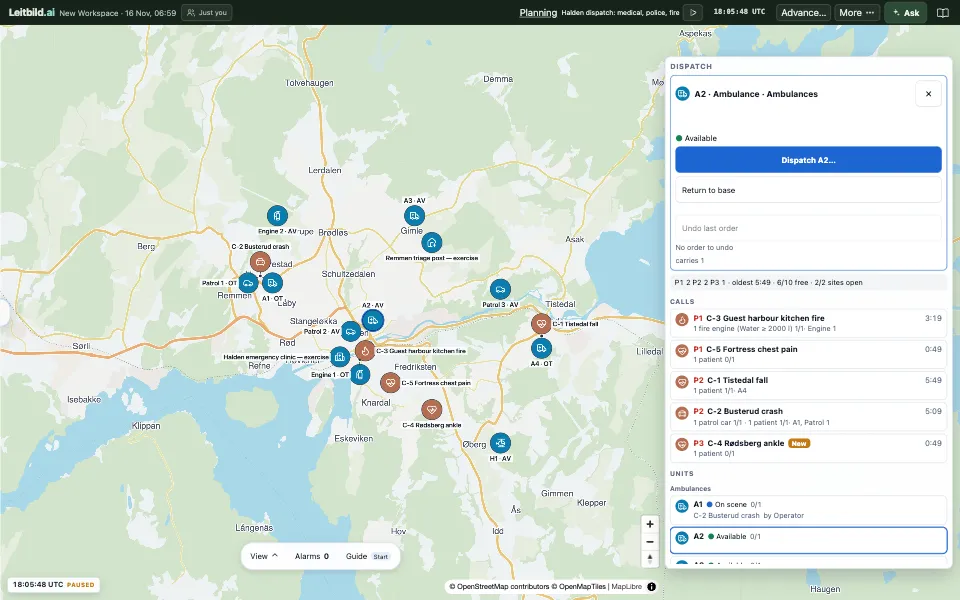 Leitbild.ai New Workspace · 16 Nov, 06:59 Just you
Planning Halden dispatch: medical, police, fire 18:05:48 UTC Advance... More ··· Ask
Aspekas
Tolvehaugen
Demma
Lerdalen
A3 · AV
Gimle
Engine 2 · AV
Brødløs
Berg
C-2 Busterud crash
Remmen triage post — exercise
Asak
Schultzedalen
Patrol 1 · OT
Remmen
A1 · OT
Patrol 3 · AV
Tistedal
A2 · AV
Stangeløkka
Patrol 2 · AV
C-1 Tistedal fall
Sørli
Rød
C-3 Guest harbour kitchen fire
Lilledal
Halden emergency clinic — exercise
Rørne
Fredriksten
A4 · OT
Engine 1 · OT
C-5 Fortress chest pain
Isebakke
Knardal
Klippan
C-4 Rødsberg ankle
Eskeviken
Øberg
H1 · AV
Gimmen
Klepper
Ås
Långenäs
Hov
Idd
Haugen
DISPATCH
A2 · Ambulance · Ambulances
Available
Dispatch A2...
Return to base
Undo last order
No order to undo
carries 1
P1 2 P2 2 P3 1 · oldest 5:49 · 6/10 free · 2/2 sites open
CALLS
P1 C-3 Guest harbour kitchen fire 3:19
1 fire engine (Water ≥ 2000 l) 1/1 · Engine 1
P1 C-5 Fortress chest pain 0:49
1 patient 0/1
P2 C-1 Tistedal fall 5:49
1 patient 1/1 · A4
P2 C-2 Busterud crash 5:09
1 patrol car 1/1 · 1 patient 1/1 · A1, Patrol 1
P3 C-4 Rødsberg ankle New 0:49
1 patient 0/1
UNITS
Ambulances
A1 On scene 0/1
C-2 Busterud crash by Operator
A2 Available 0/1
View Alarms 0 Guide Start
18:05:48 UTC PAUSED
© OpenStreetMap contributors © OpenMapTiles | MapLibre